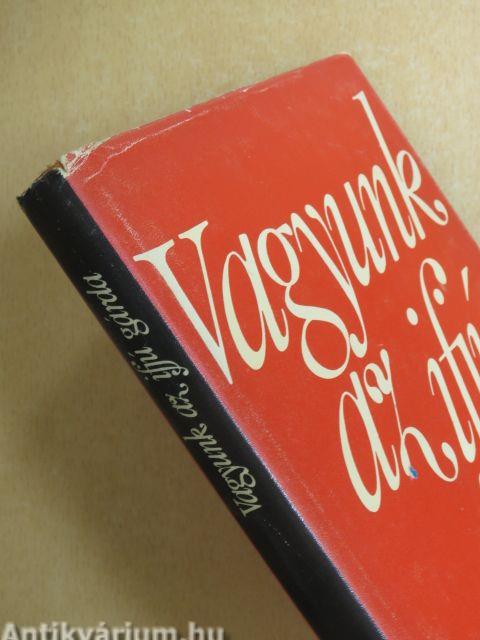 Vagyunk
az ifjú
Vagyunk az ifjú gárda
Antikvárium.hu